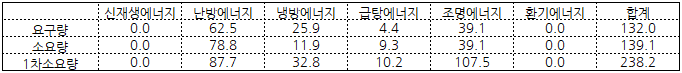 신재생에너지 난방에너지 냉방에너지 급탕에너지 조명에너지 환기에너지 합계
요구량 0.0 62.5 25.9 4.4 39.1 0.0 132.0
소요량 0.0 78.8 11.9 9.3 39.1 0.0 139.1
1차소요량 0.0 87.7 32.8 10.2 107.5 0.0 238.2